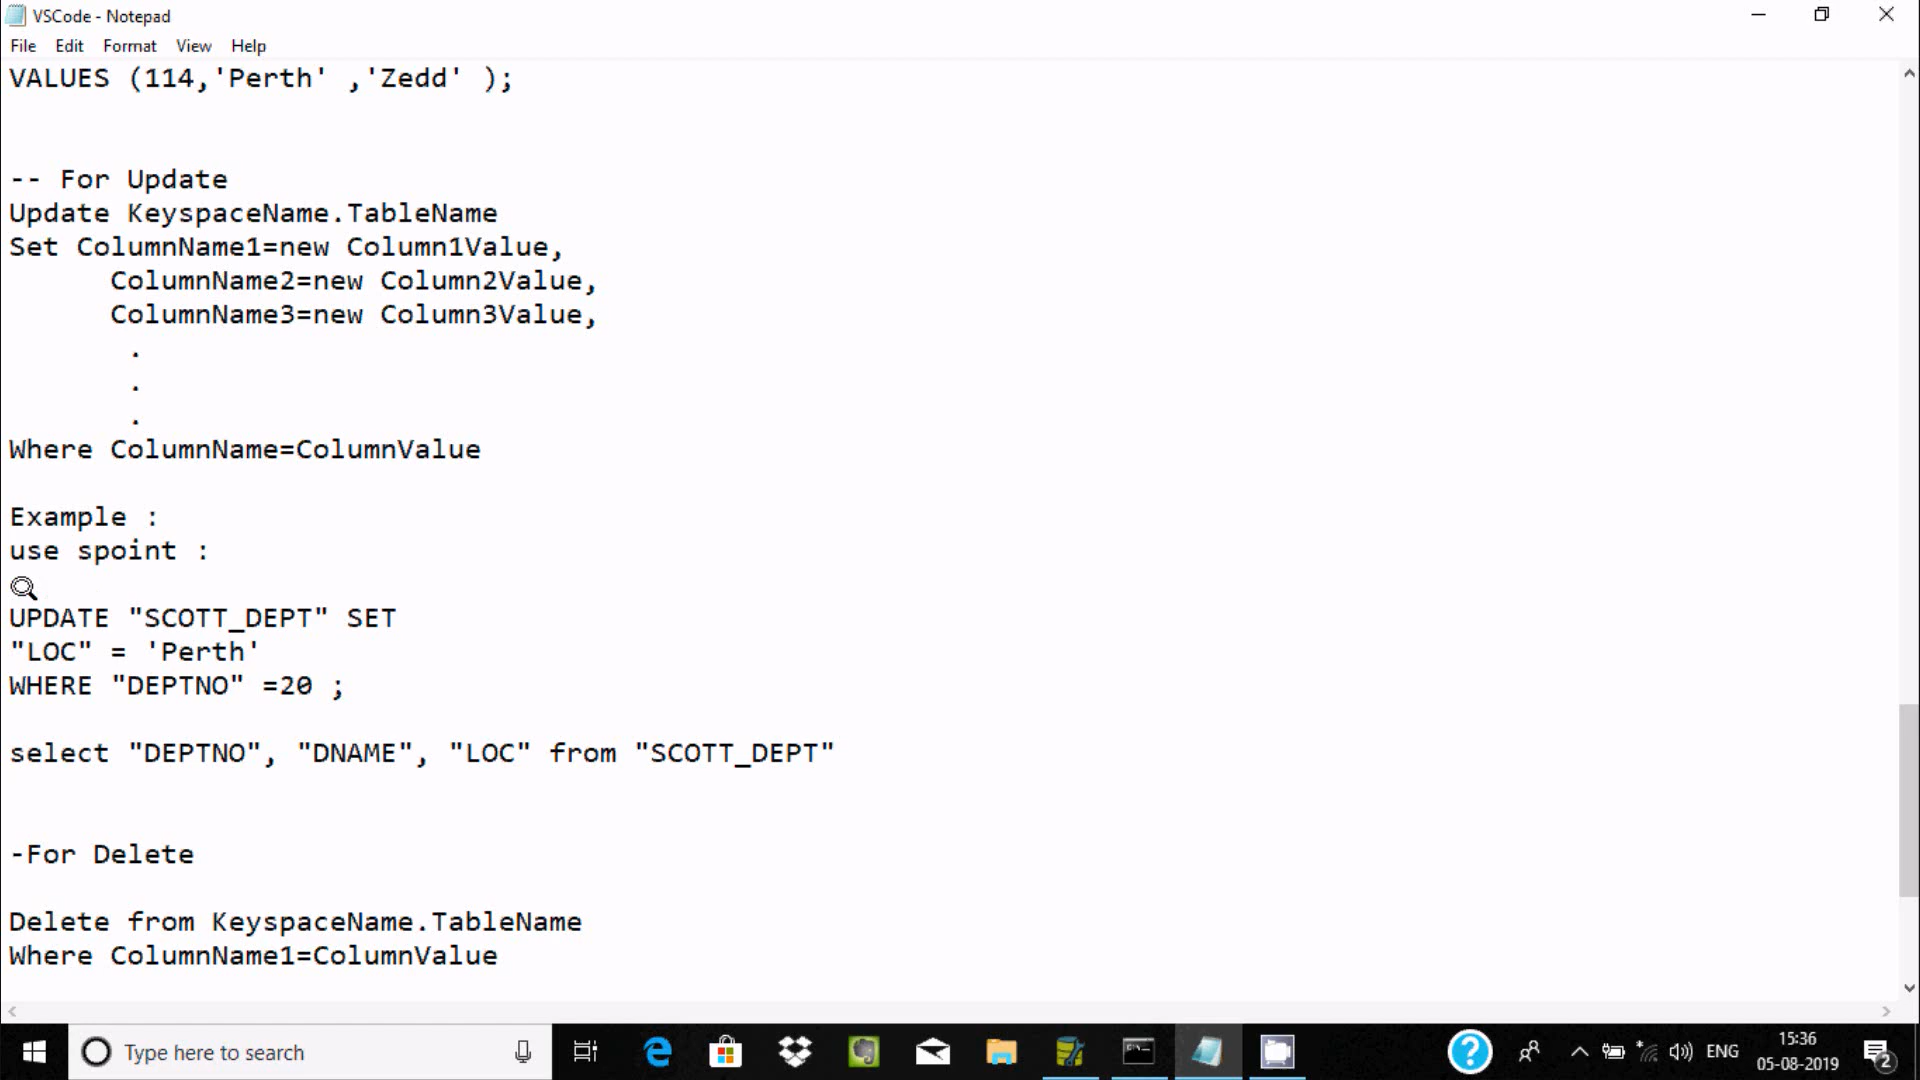 VSCode - Notepad
File Edit Format View Help
VALUES (114,'Perth' ,'Zedd' );
-- For Update
Update KeyspaceName.TableName
Set ColumnName1=new Column1Value,
ColumnName2=new Column2Value,
ColumnName3=new Column3Value,
.
.
.
Where ColumnName=ColumnValue
Example :
use spoint :
UPDATE "SCOTT_DEPT" SET
"LOC" = 'Perth'
WHERE "DEPTNO" =20 ;
select "DEPTNO", "DNAME", "LOC" from "SCOTT_DEPT"
-For Delete
Delete from KeyspaceName.TableName
Where ColumnName1=ColumnValue
Type here to search
ENG
15:36
05-08-2019
2